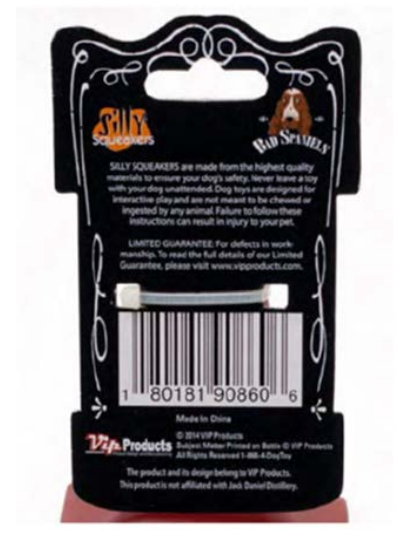 Silly
Squeakers
BAD SPANIELS
SILLY SQUEAKERS are made from the highest quality
materials to ensure your dog's safety. Never leave a toy
with your dog unattended. Dog toys are designed for
interactive play and are not meant to be chewed or
ingested by any animal. Failure to follow these
instructions can result in injury to your pet.
LIMITED GUARANTEE: For defects in work-
manship. To read the full details of our Limited
Guarantee, please visit www.vipproducts.com.
1 80181 90860 6
Made In China
Vip Products
© 2014 VIP Products
Subject Matter Printed on Bottle © VIP Products
All Rights Reserved 1-888-4-DogToy
The product and its design belong to VIP Products.
This product is not affiliated with Jack Daniel Distillery.